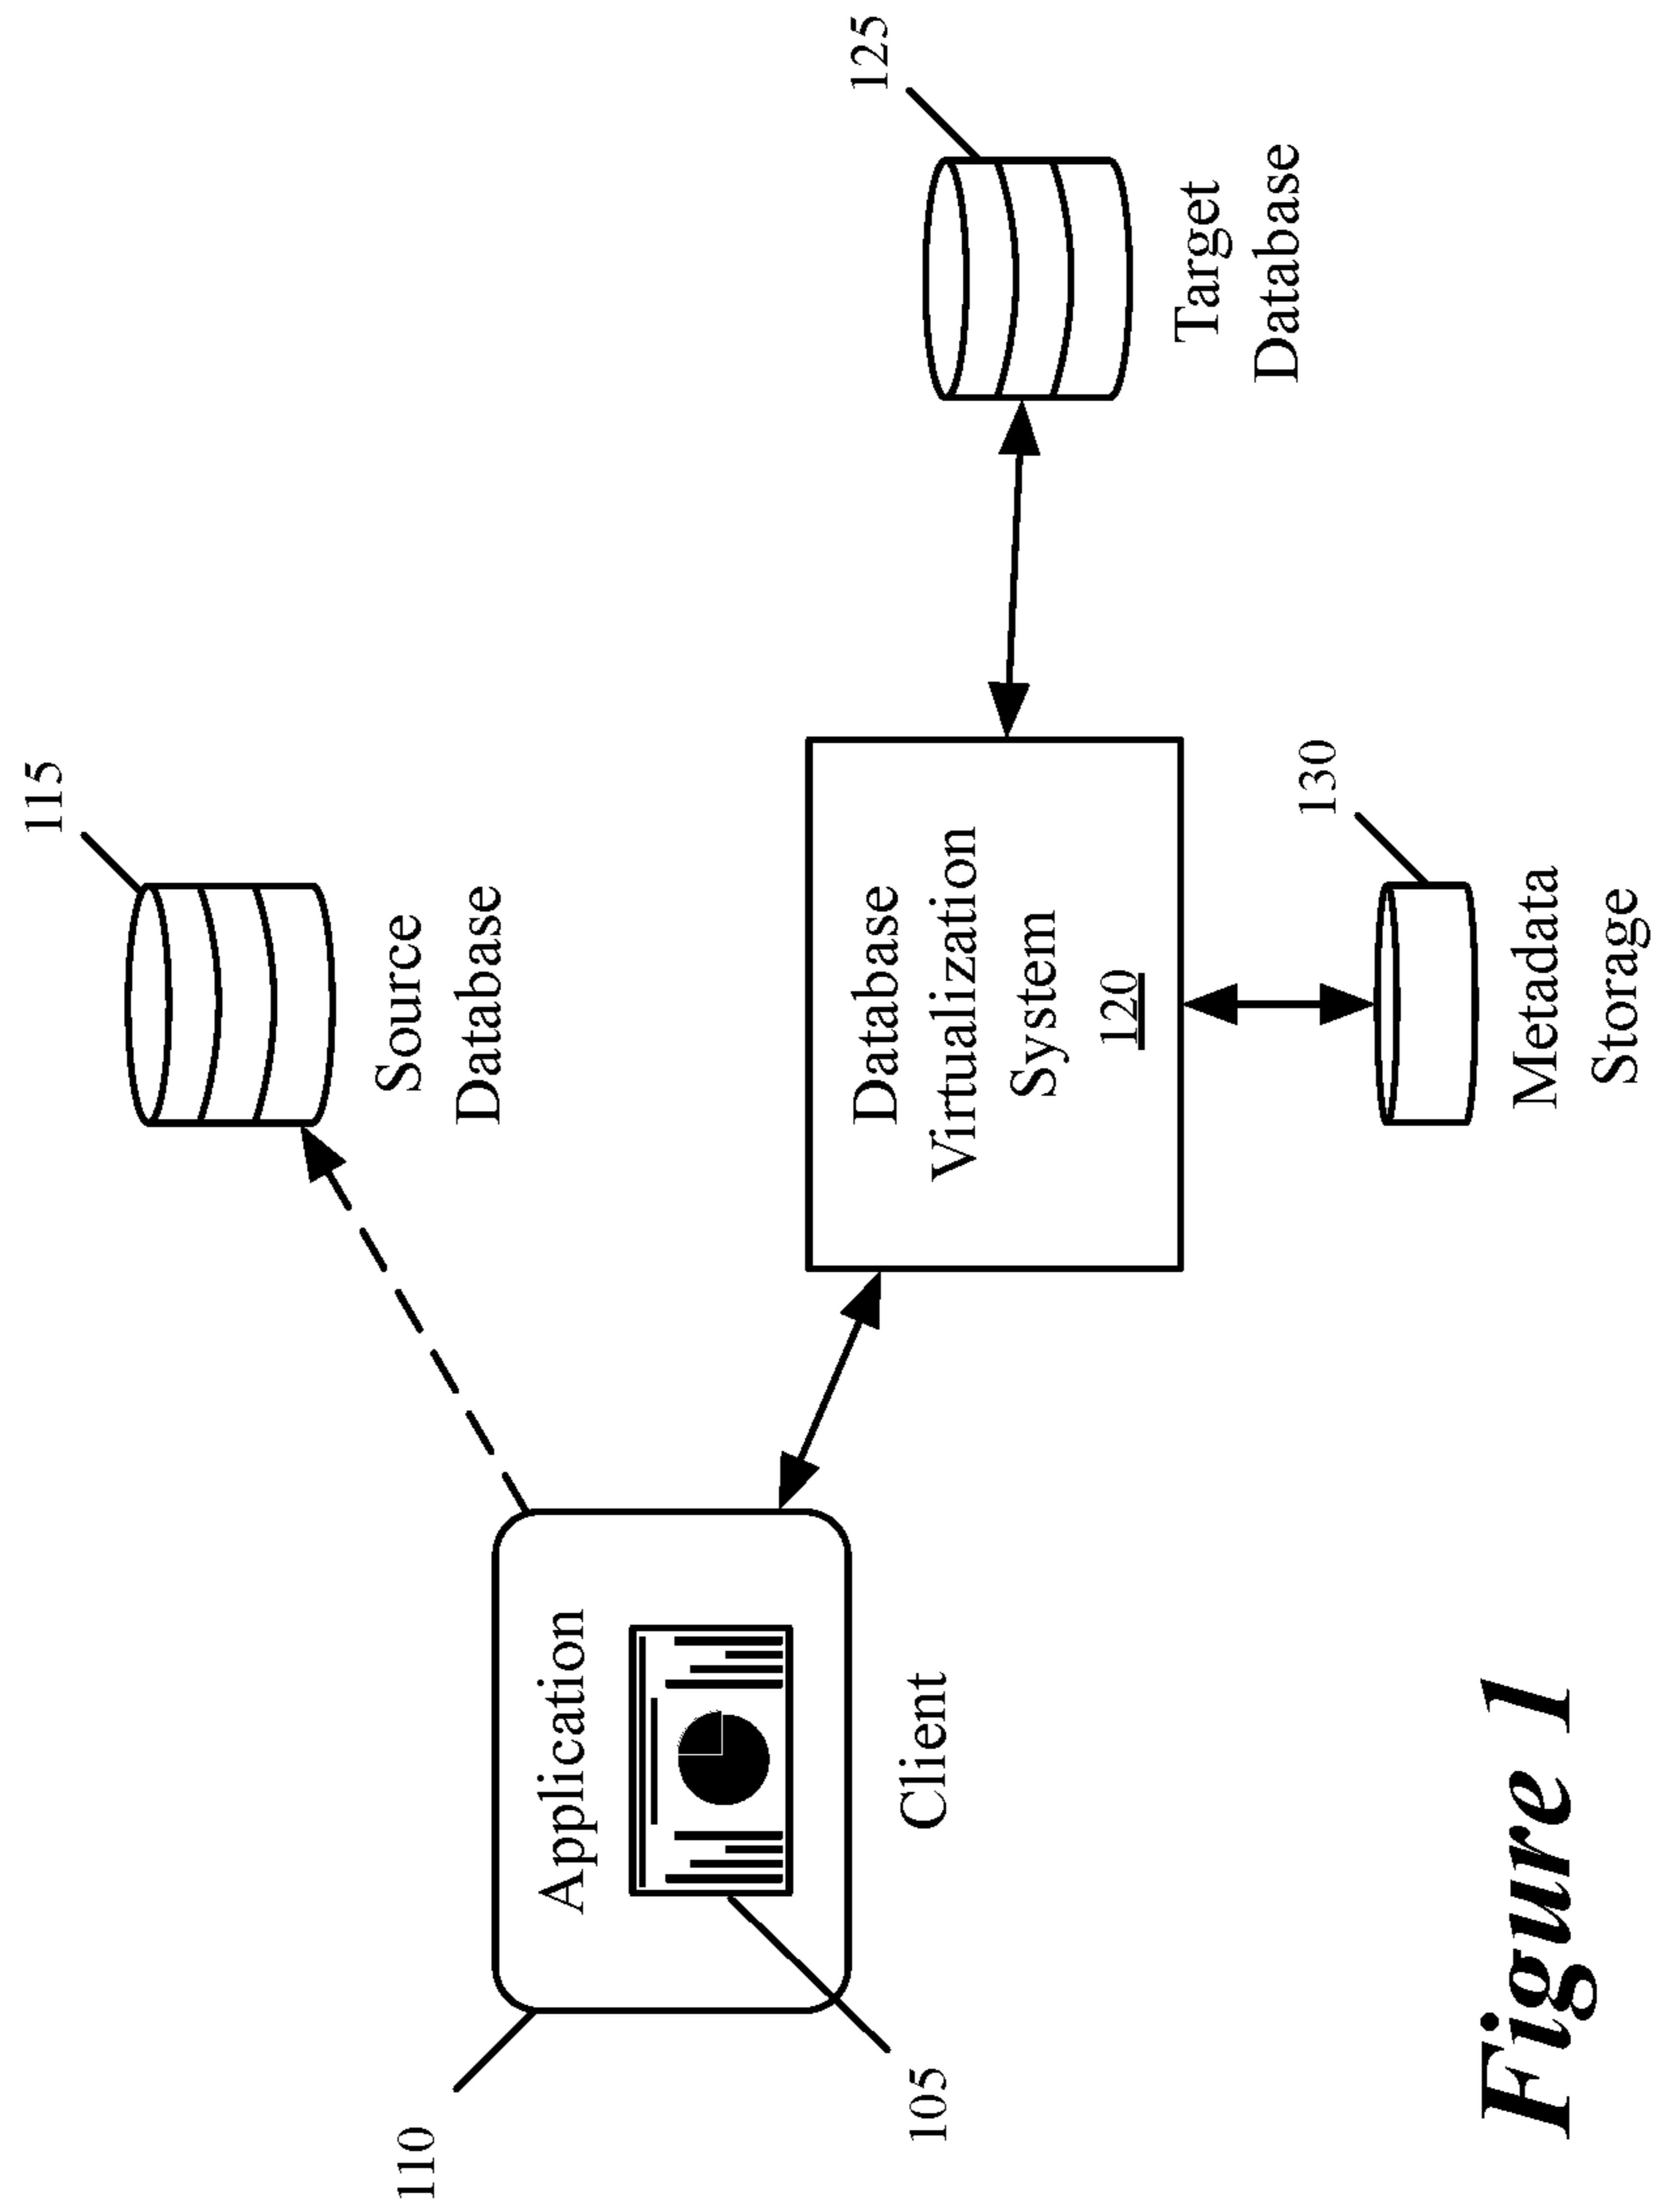 115
Source
Database
125
Target
Database
110
Application
105
Client
Database
Virtualization
System
120
130
Metadata
Storage
Figure 1